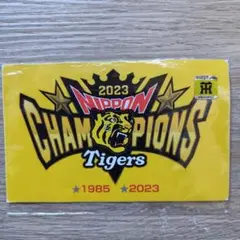 2023
NIPPON
CHAMPIONS
Tigers
★1985 ★2023